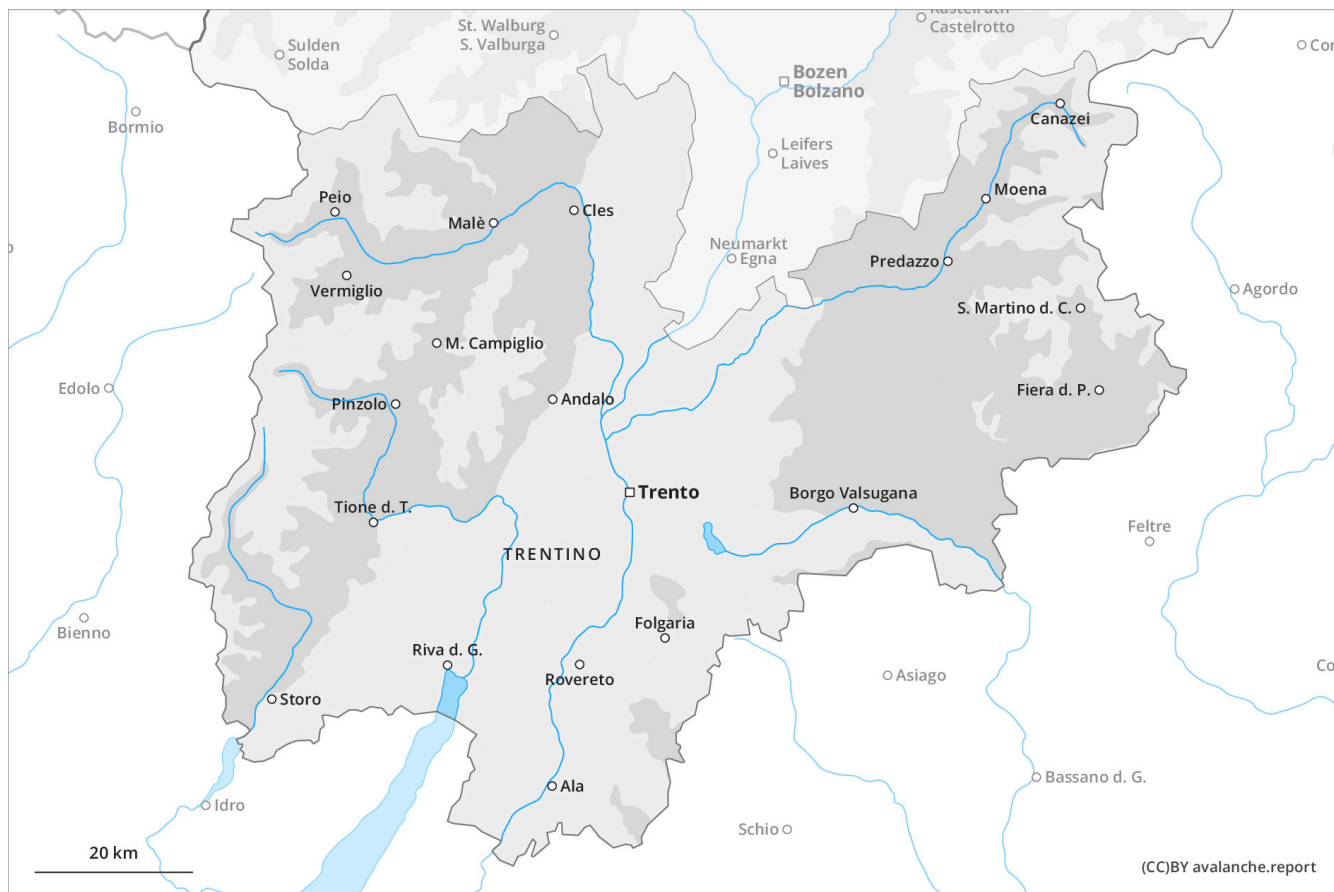 Kastelruth
Castelrotto
St. Walburg
S. Valburga
Sulden
Solda
Bozen
Bolzano
Bormio
Canazei
Leifers
Laives
Moena
Peio
Malè
Cles
Neumarkt
Egna
Predazzo
Vermiglio
Agordo
S. Martino d. C.
M. Campiglio
Edolo
Fiera d. P.
Andalo
Pinzolo
Trento
Borgo Valsugana
Tione d. T.
Feltre
TRENTINO
Bienno
Folgaria
Riva d. G.
Rovereto
Asiago
Storo
Ala
Bassano d. G.
Idro
Schio
20 km
(CC)BY avalanche.report